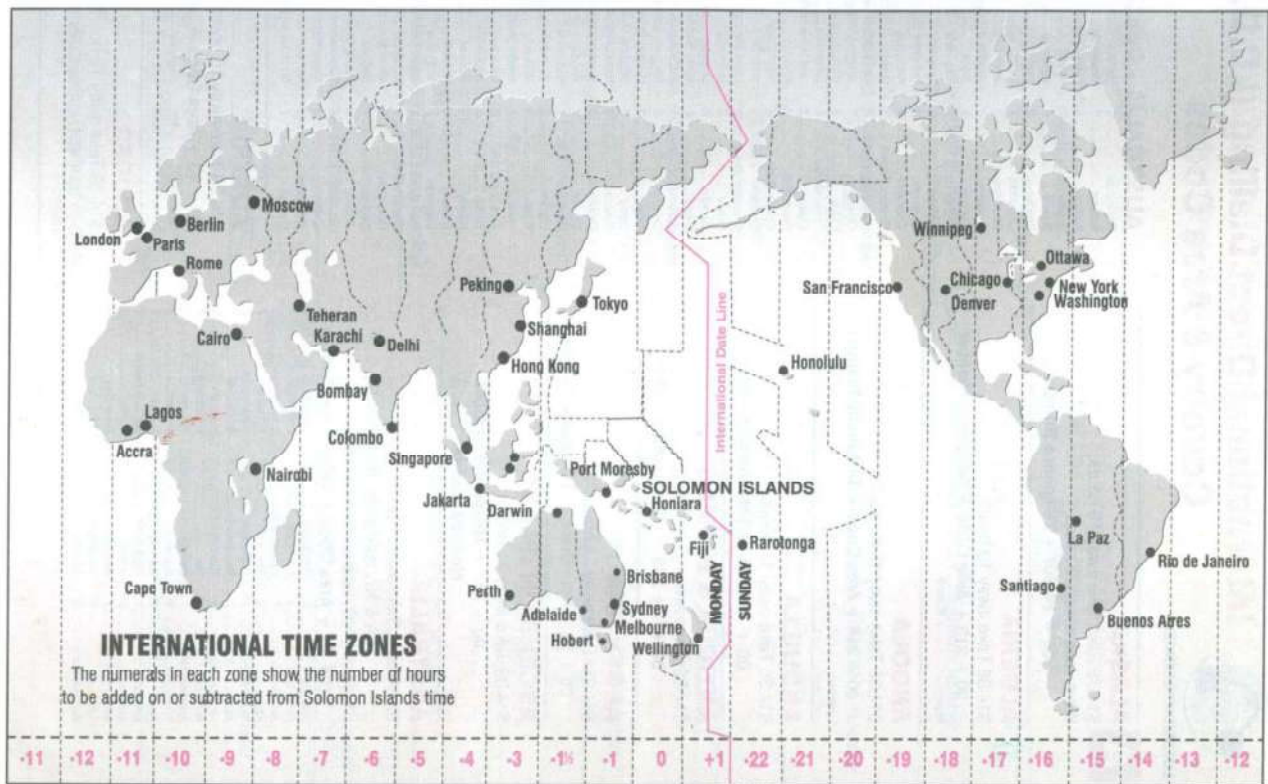 Moscow
Berlin
London
Paris
Rome
Winnipeg
Ottawa
Peking
San Francisco
Chicago
New York
Denver
Washington
Tokyo
Teheran
Shanghai
Cairo
Karachi
Delhi
International Date Line
Hong Kong
Honolulu
Bombay
Lagos
Colombo
Accra
Singapore
Nairobi
Port Moresby
SOLOMON ISLANDS
Jakarta
Darwin
Honiara
La Paz
Fiji
Rarotonga
Rio de Janeiro
Cape Town
Perth
Brisbane
MONDAY
SUNDAY
Santiago
Adelaide
Sydney
Melbourne
Buenos Aires
Hobert
Wellington
INTERNATIONAL TIME ZONES
The numerals in each zone show the number of hours
to be added on or subtracted from Solomon Islands time
-11 -12 -11 -10 -9 -8 -7 -6 -5 -4 -3 -2 -1½ -1 0 +1 -22 -21 -20 -19 -18 -17 -16 -15 -14 -13 -12